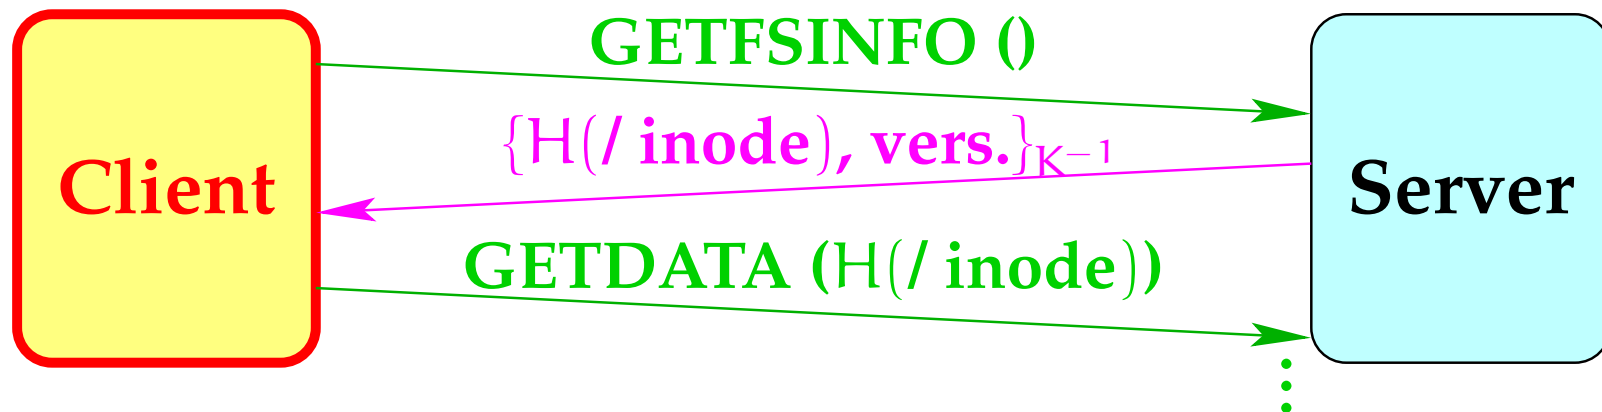 GETFSINFO ()
{H(/ inode), vers.}K−1
Client
Server
GETDATA (H(/ inode))